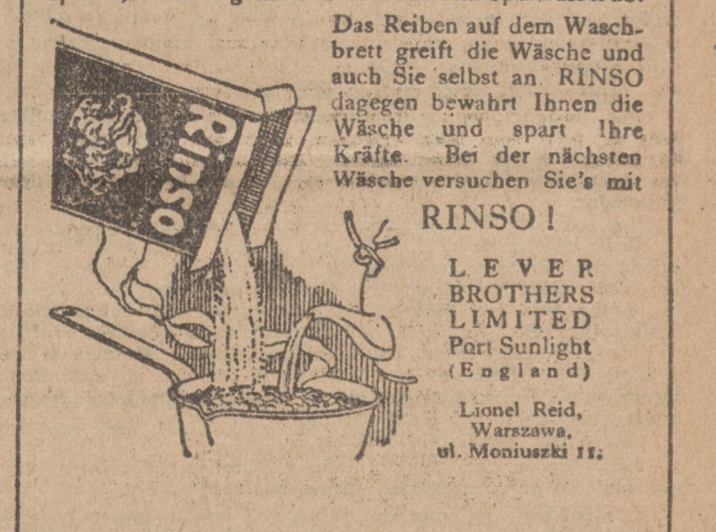 Das Reiben auf dem Wasch-
brett greift die Wäsche und
auch Sie selbst an. RINSO
dagegen bewahrt Ihnen die
Wäsche und spart Ihre
Kräfte. Bei der nächsten
Wäsche versuchen Sie's mit
RINSO!
Rinso
LEVER
BROTHERS
LIMITED
Port Sunlight
(England)
Lionel Reid,
Warszawa,
ul. Moniuszki 11.